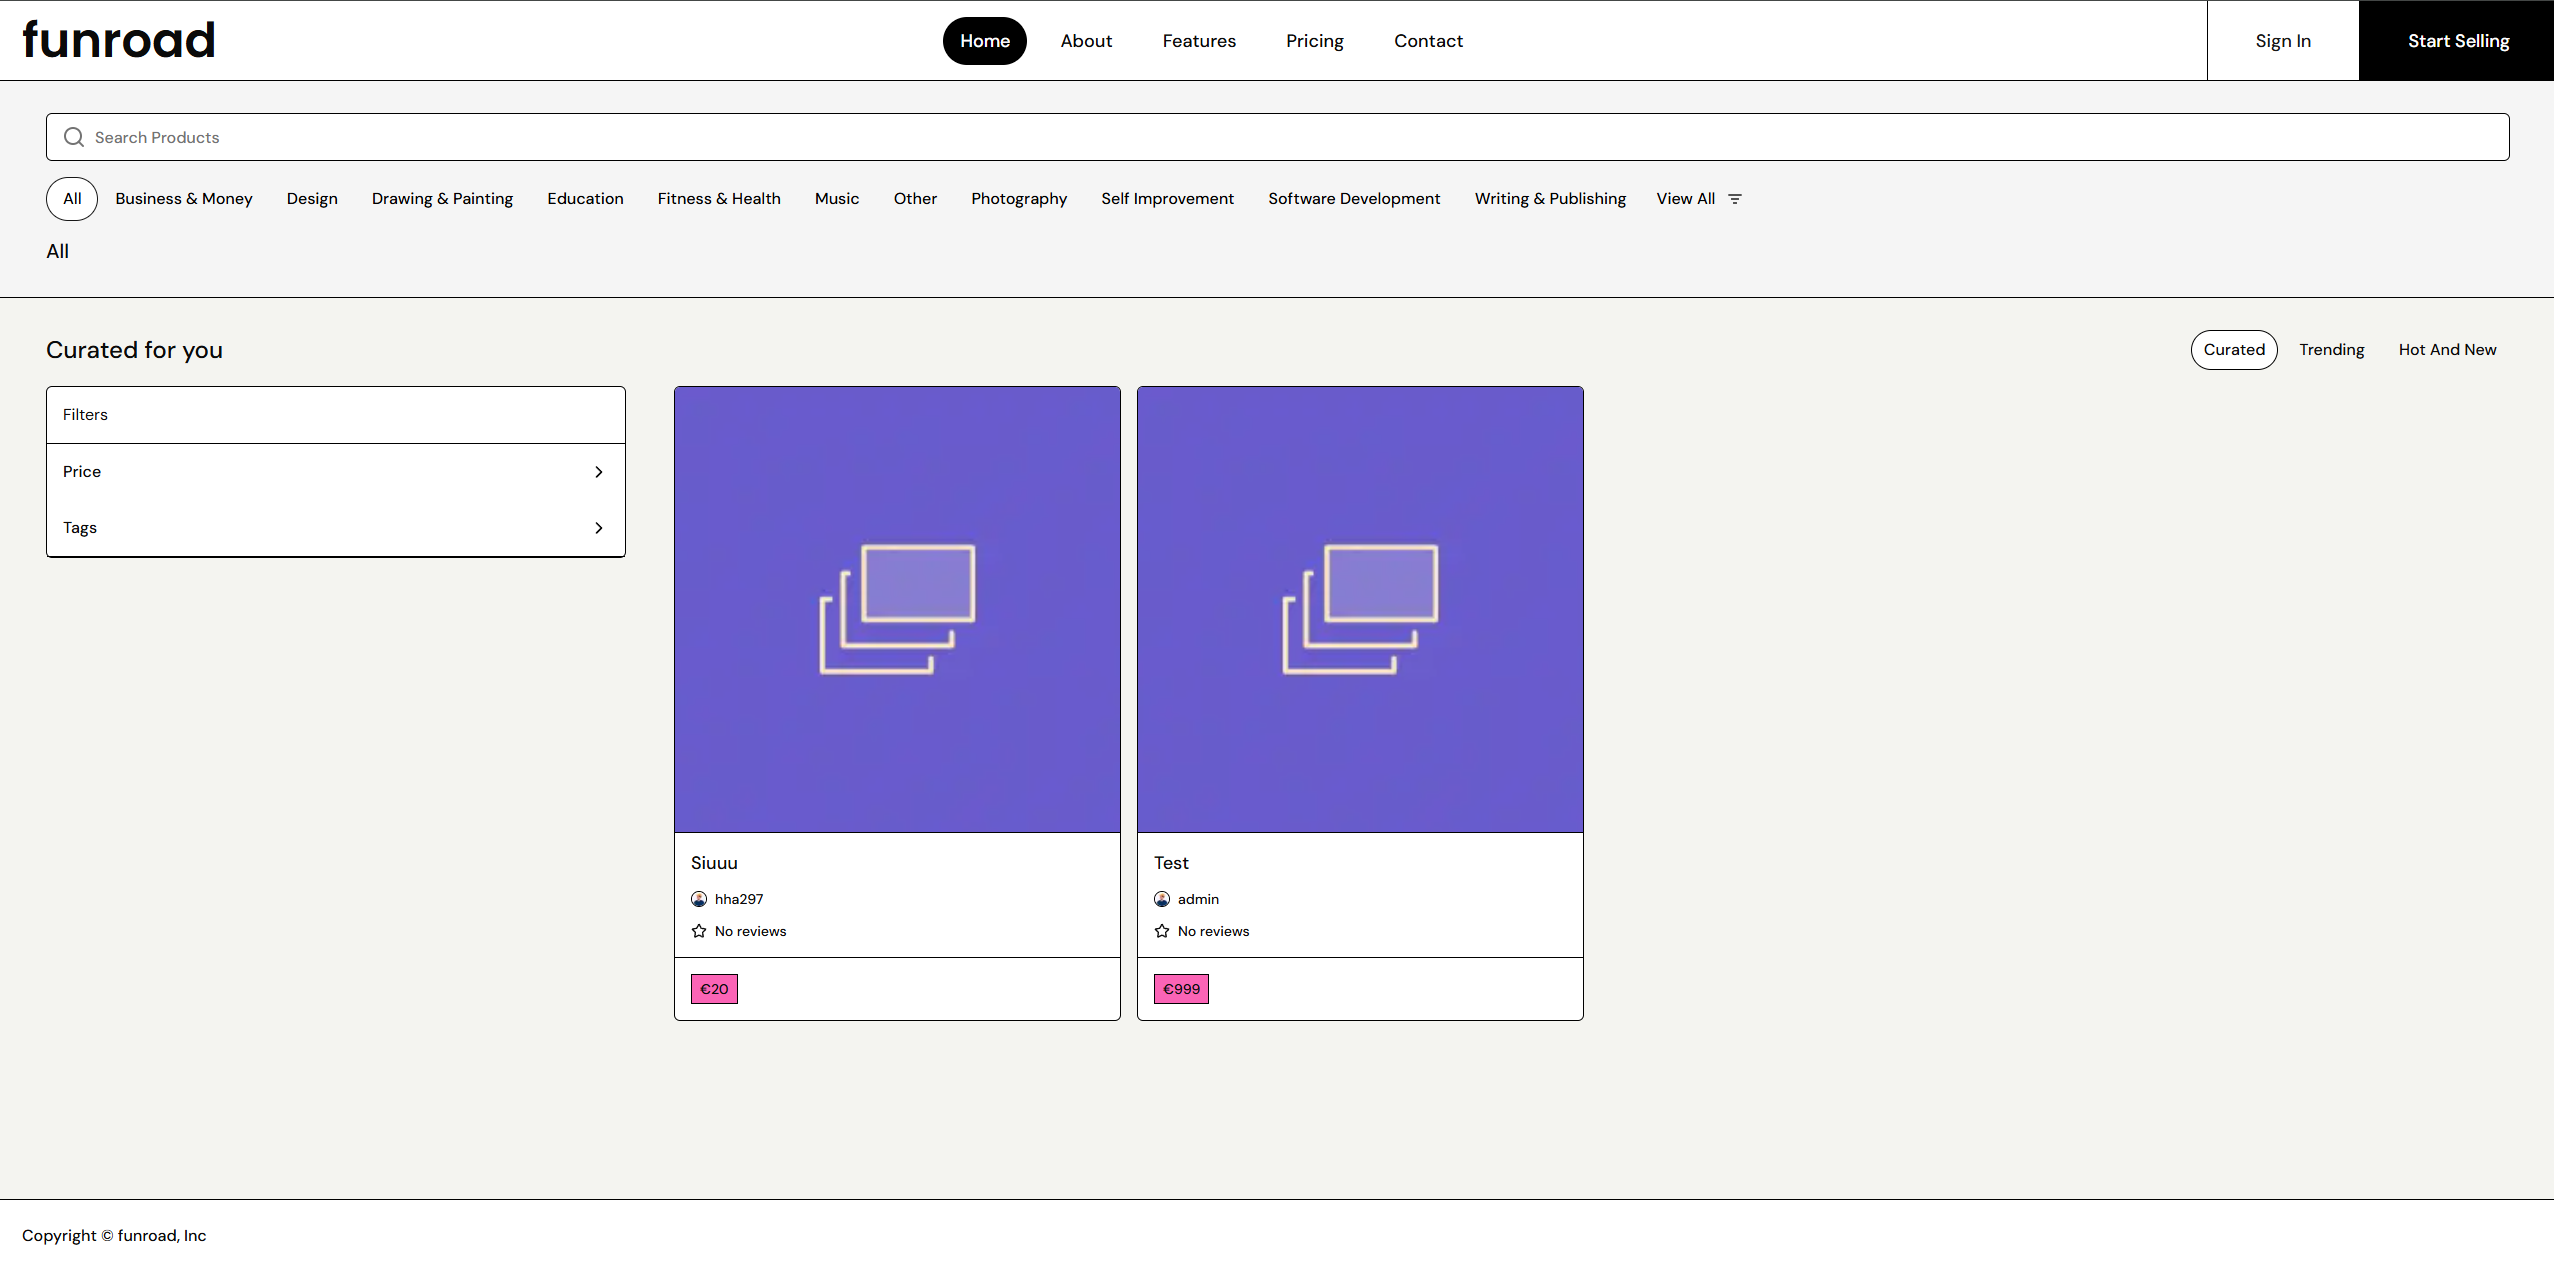 funroad
Home About Features Pricing Contact
Sign In Start Selling
Search Products
All Business & Money Design Drawing & Painting Education Fitness & Health Music Other Photography Self Improvement Software Development Writing & Publishing View All
All
Curated for you
Curated Trending Hot And New
Filters
Price
Tags
Siuuu
hha297
No reviews
€20
Test
admin
No reviews
€999
Copyright © funroad, Inc